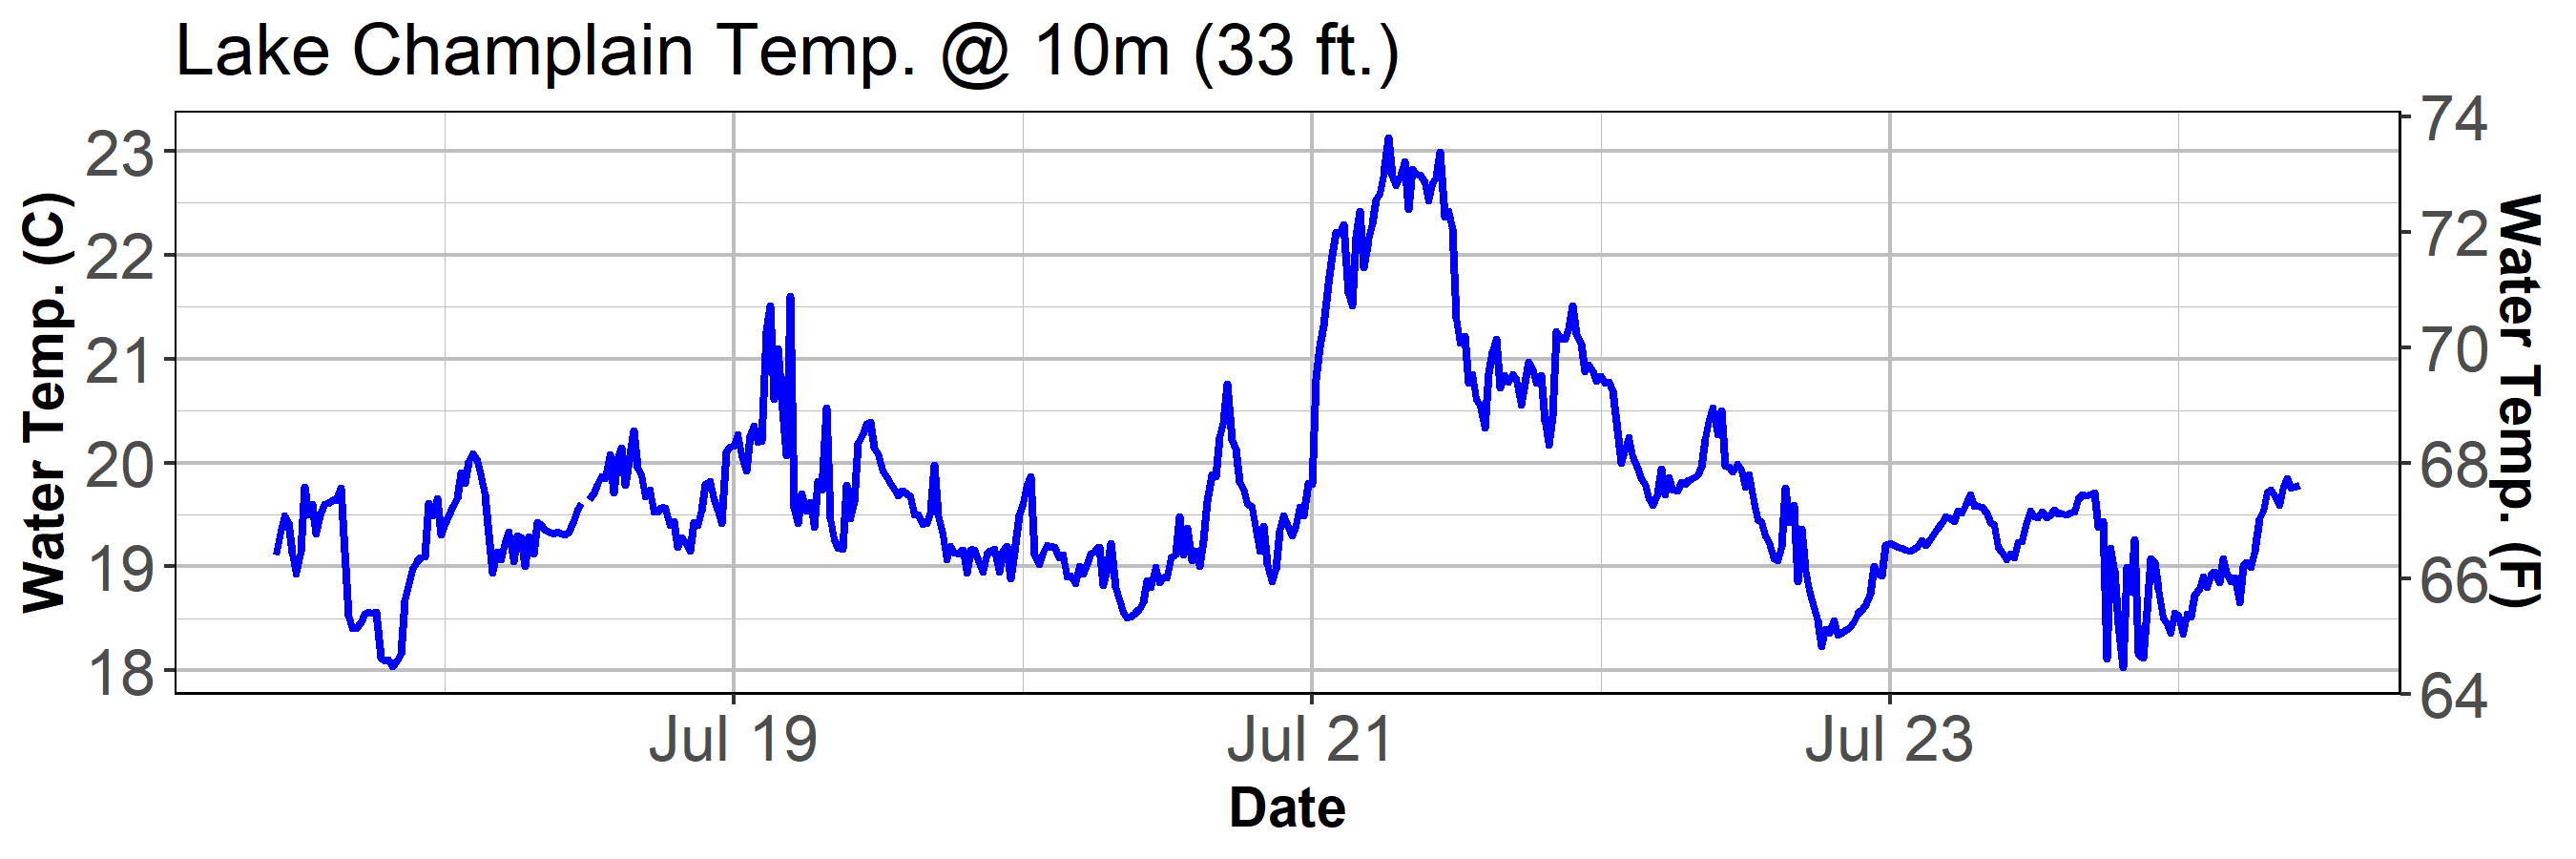 Lake Champlain Temp. @ 10m (33 ft.)
Water Temp. (C)
23
22
21
20
19
18
74
72
70
68
66
64
Water Temp. (F)
Jul 19
Jul 21
Jul 23
Date